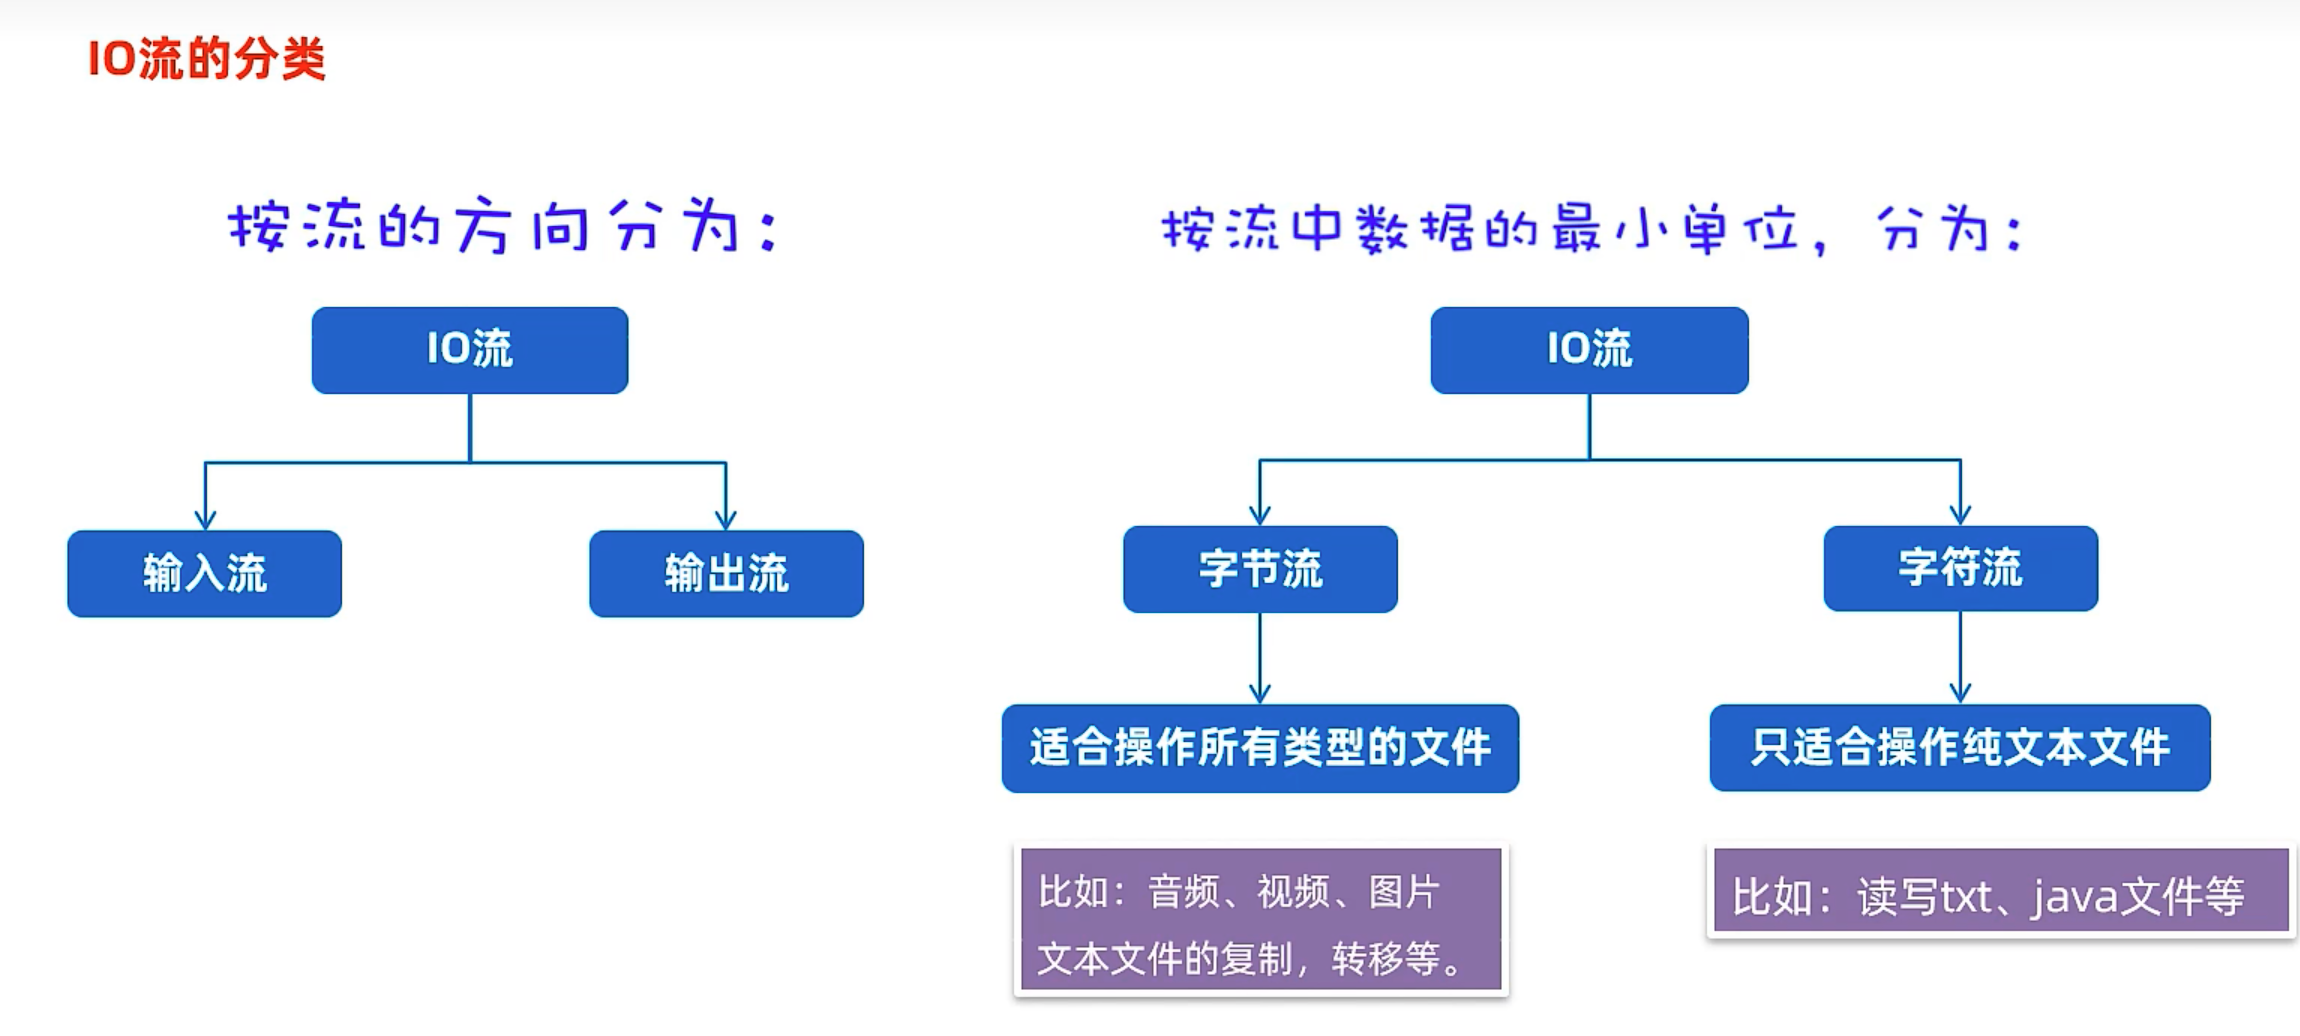 IO流的分类
按流的方向分为：
IO流
输入流
输出流
按流中数据的最小单位，分为：
IO流
字节流
字符流
适合操作所有类型的文件
只适合操作纯文本文件
比如：音频、视频、图片
文本文件的复制，转移等。
比如：读写txt、java文件等